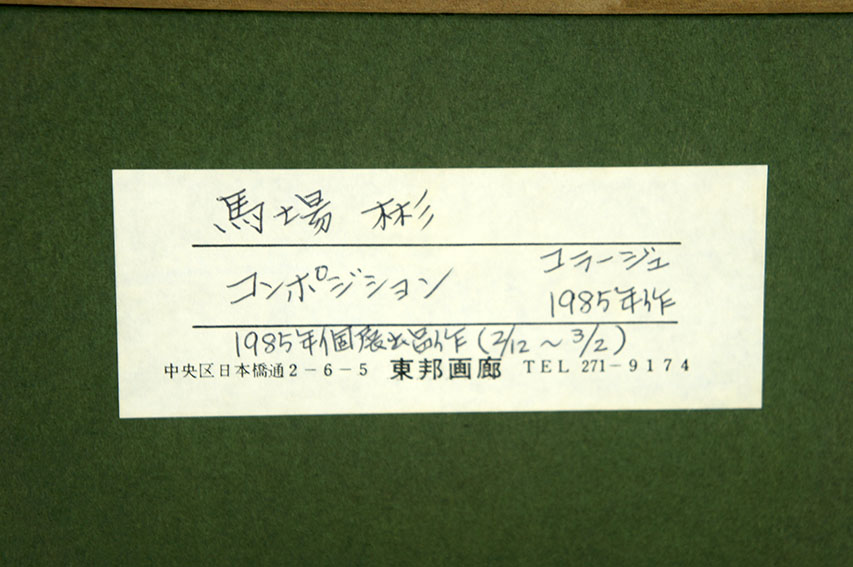 馬場 彬
コンポジション
コラージュ
1985年作
1985年個展出品作(2/12~3/2)
中央区日本橋通2-6-5 東邦画廊 TEL 271-9174